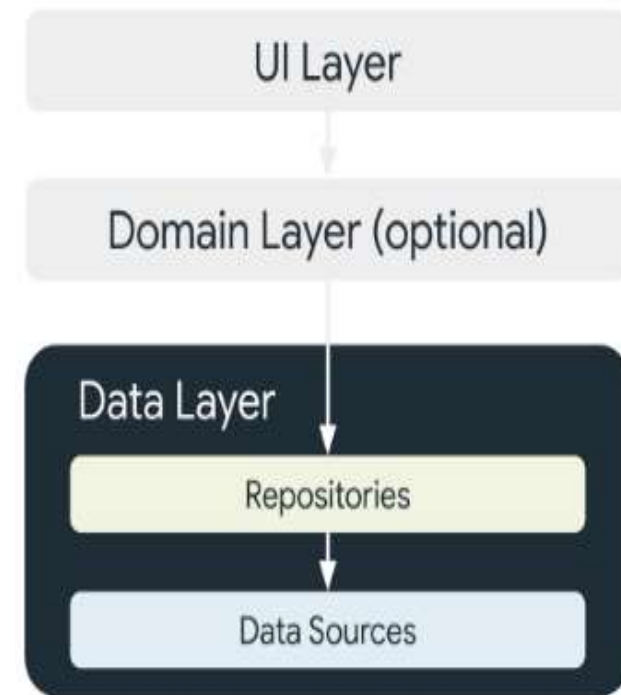 UI Layer
Domain Layer (optional)
Data Layer
Repositories
Data Sources